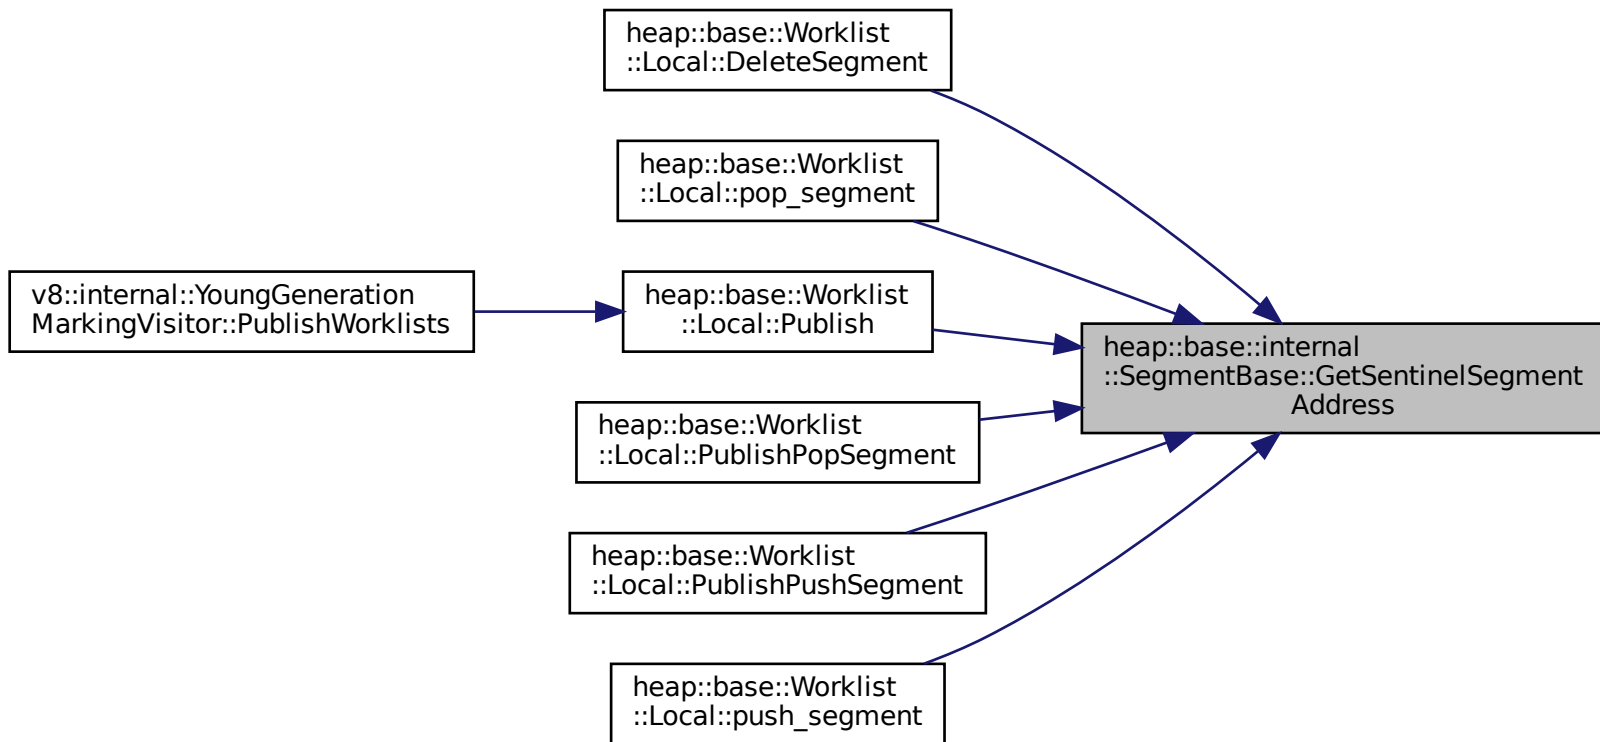 heap::base::Worklist
::Local::DeleteSegment
heap::base::Worklist
::Local::pop_segment
v8::internal::YoungGeneration
MarkingVisitor::PublishWorklists
heap::base::Worklist
::Local::Publish
heap::base::internal
::SegmentBase::GetSentinelSegment
Address
heap::base::Worklist
::Local::PublishPopSegment
heap::base::Worklist
::Local::PublishPushSegment
heap::base::Worklist
::Local::push_segment